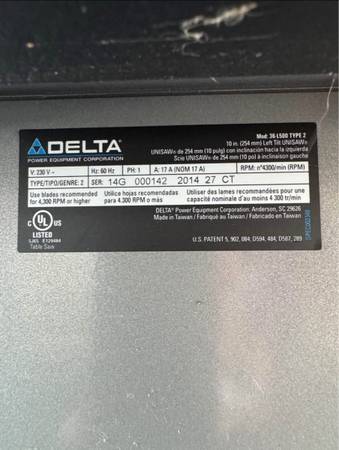 DELTA
POWER EQUIPMENT CORPORATION
Mod: 36-L500 TYPE 2
10 in. (254 mm) Left Tilt UNISAW®
UNISAW® de 254 mm (10 pulg) con inclinación hacia la izquierda
Scie UNISAW® de 254 mm (10 po) à inclinaison gauche
V: 230 V ~ Hz: 60 Hz PH: 1 A: 17 A (NOM 17 A) RPM: n°4300/min (RPM)
TYPE/TIPO/GENRE: 2 SER: 14G 000142 2014 27 CT
Use blades recommended for 4,300 RPM or higher
Utilice hojas recomendadas para 4.300 RPM o más
Utiliser des lames recommandées pour une capacité nominale d'au moins 4 300 tr/min
C UL US
LISTED
Table Saw
DELTA® Power Equipment Corporation, Anderson, SC 29626
Made in Taiwan / Fabriqué au Taiwan / Fabricado en Taiwan
U.S. PATENT 5, 902, 084, D594, 484, D587, 289